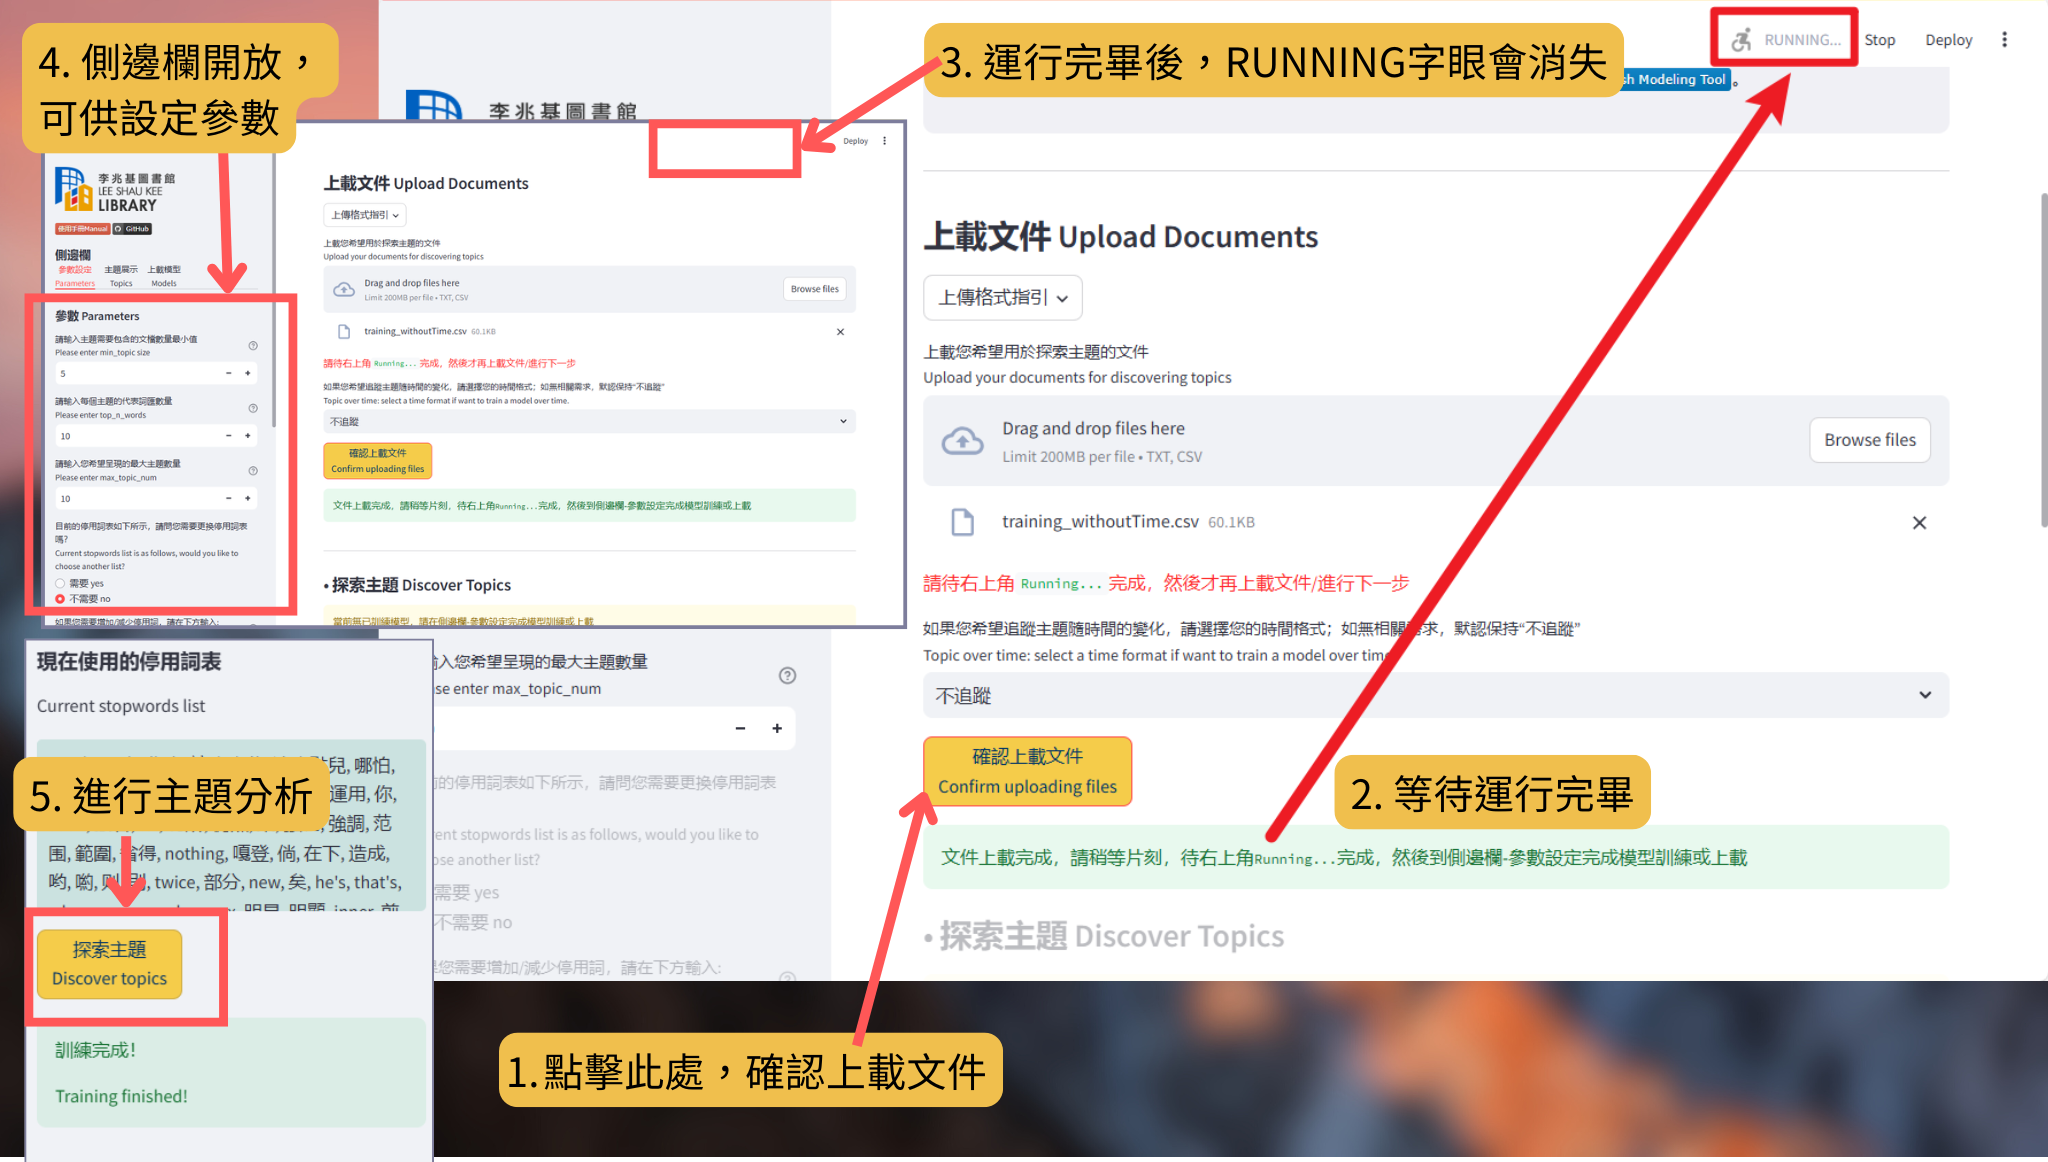 4. 側邊欄開放，
可供設定參數
3. 運行完畢後，RUNNING字眼會消失
RUNNING...
Stop
Deploy
h Modeling Tool 。
李兆基圖書館
Deploy
李兆基圖書館
LEE SHAU KEE
LIBRARY
使用手冊Manual
GitHub
側邊欄
參數設定 主題展示 上載模型
Parameters Topics Models
參數 Parameters
請輸入主題需要包含的文檔數量最小值
Please enter min_topic size
5
請輸入每個主題的代表詞匯數量
Please enter top_n_words
10
請輸入您希望呈現的最大主題數量
Please enter max_topic_num
10
目前的停用詞表如下所示，請問您需要更換停用詞表
嗎?
Current stopwords list is as follows, would you like to
choose another list?
需要 yes
不需要 no
如果您需要增加/減少停用詞，請在下方輸入:
上載文件 Upload Documents
上傳格式指引
上載您希望用於探索主題的文件
Upload your documents for discovering topics
Drag and drop files here
Limit 200MB per file • TXT, CSV
Browse files
training_withoutTime.csv 60.1KB
請待右上角 Running... 完成，然後才再上載文件/進行下一步
如果您希望追蹤主題隨時間的變化，請選擇您的時間格式；如無相關需求，默認保持“不追蹤”
Topic over time: select a time format if want to train a model over time.
不追蹤
確認上載文件
Confirm uploading files
文件上載完成，請稍等片刻，待右上角Running...完成，然後到側邊欄-參數設定完成模型訓練或上載
• 探索主題 Discover Topics
當前無已訓練模型，請在側邊欄-參數設定完成模型訓練或上載
上載文件 Upload Documents
上傳格式指引
上載您希望用於探索主題的文件
Upload your documents for discovering topics
Drag and drop files here
Limit 200MB per file • TXT, CSV
Browse files
training_withoutTime.csv 60.1KB
請待右上角 Running... 完成，然後才再上載文件/進行下一步
如果您希望追蹤主題隨時間的變化，請選擇您的時間格式；如無相關需求，默認保持“不追蹤”
Topic over time: select a time format if want to train a model over time
不追蹤
確認上載文件
Confirm uploading files
2. 等待運行完畢
文件上載完成，請稍等片刻，待右上角Running...完成，然後到側邊欄-參數設定完成模型訓練或上載
• 探索主題 Discover Topics
入您希望呈現的最大主題數量
se enter max_topic_num
的停用詞表如下所示，請問您需要更換停用詞表
ent stopwords list is as follows, would you like to
ose another list?
需要 yes
不需要 no
您需要增加/減少停用詞，請在下方輸入:
現在使用的停用詞表
Current stopwords list
兒, 哪怕,
5. 進行主題分析
運用, 你,
強調, 范
围, 範圍, 舍得, nothing, 嘎登, 倘, 在下, 造成,
哟, 喲, 则, 則, twice, 部分, new, 矣, he's, that's,
探索主題
Discover topics
訓練完成！
Training finished!
1. 點擊此處，確認上載文件